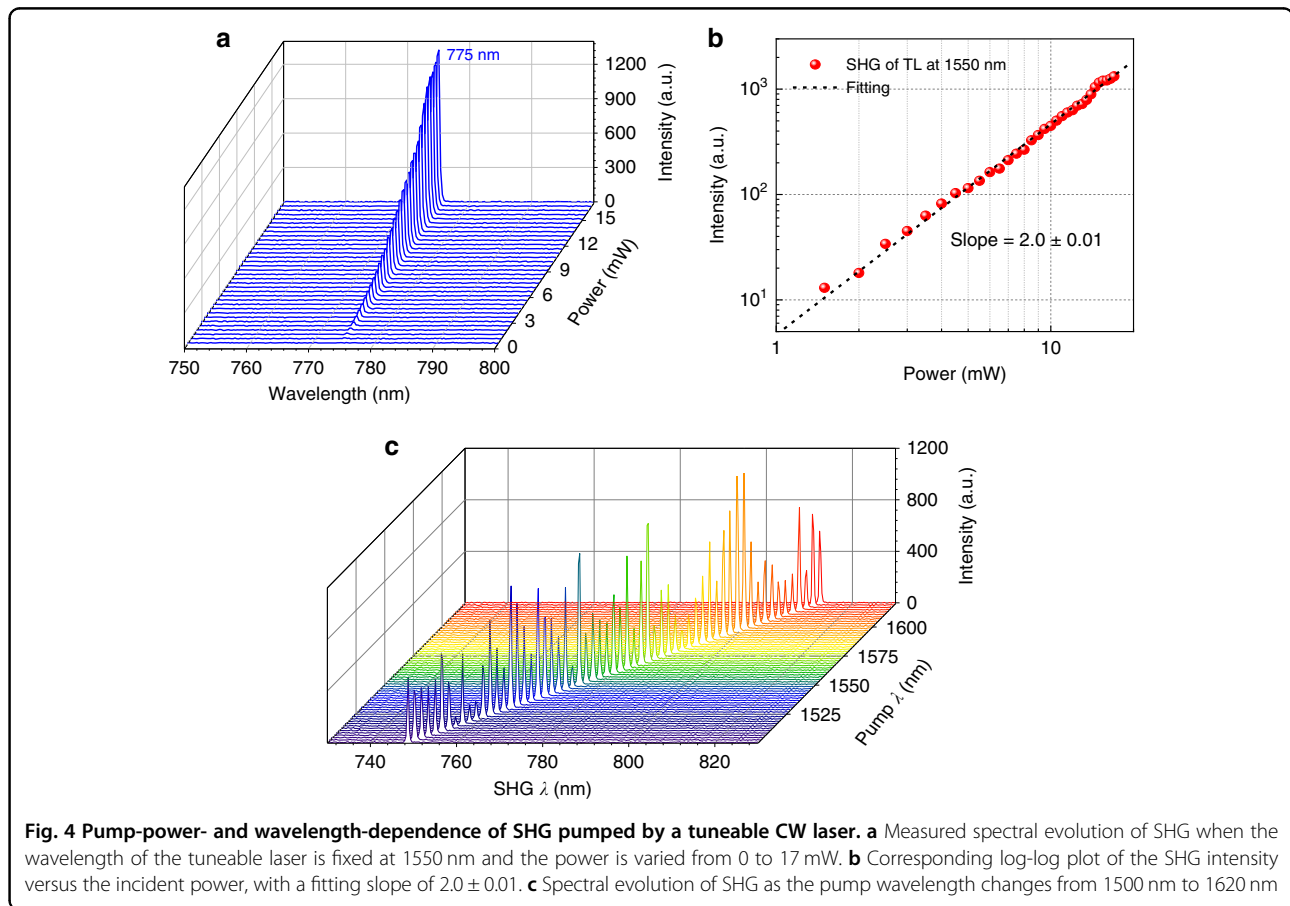 a
775 nm
1200
900
600
300
0
Intensity (a.u.)
15
12
9
6
3
0
Power (mW)
750 760 770 780 790 800
Wavelength (nm)
b
SHG of TL at 1550 nm
Fitting
10³
10²
10¹
Intensity (a.u.)
Slope = 2.0 ± 0.01
1 10
Power (mW)
c
1200
800
400
0
Intensity (a.u.)
1600
1575
1550
1525
Pump λ (nm)
740 760 780 800 820
SHG λ (nm)
Fig. 4 Pump-power- and wavelength-dependence of SHG pumped by a tuneable CW laser. a Measured spectral evolution of SHG when the
wavelength of the tuneable laser is fixed at 1550 nm and the power is varied from 0 to 17 mW. b Corresponding log-log plot of the SHG intensity
versus the incident power, with a fitting slope of 2.0 ± 0.01. c Spectral evolution of SHG as the pump wavelength changes from 1500 nm to 1620 nm